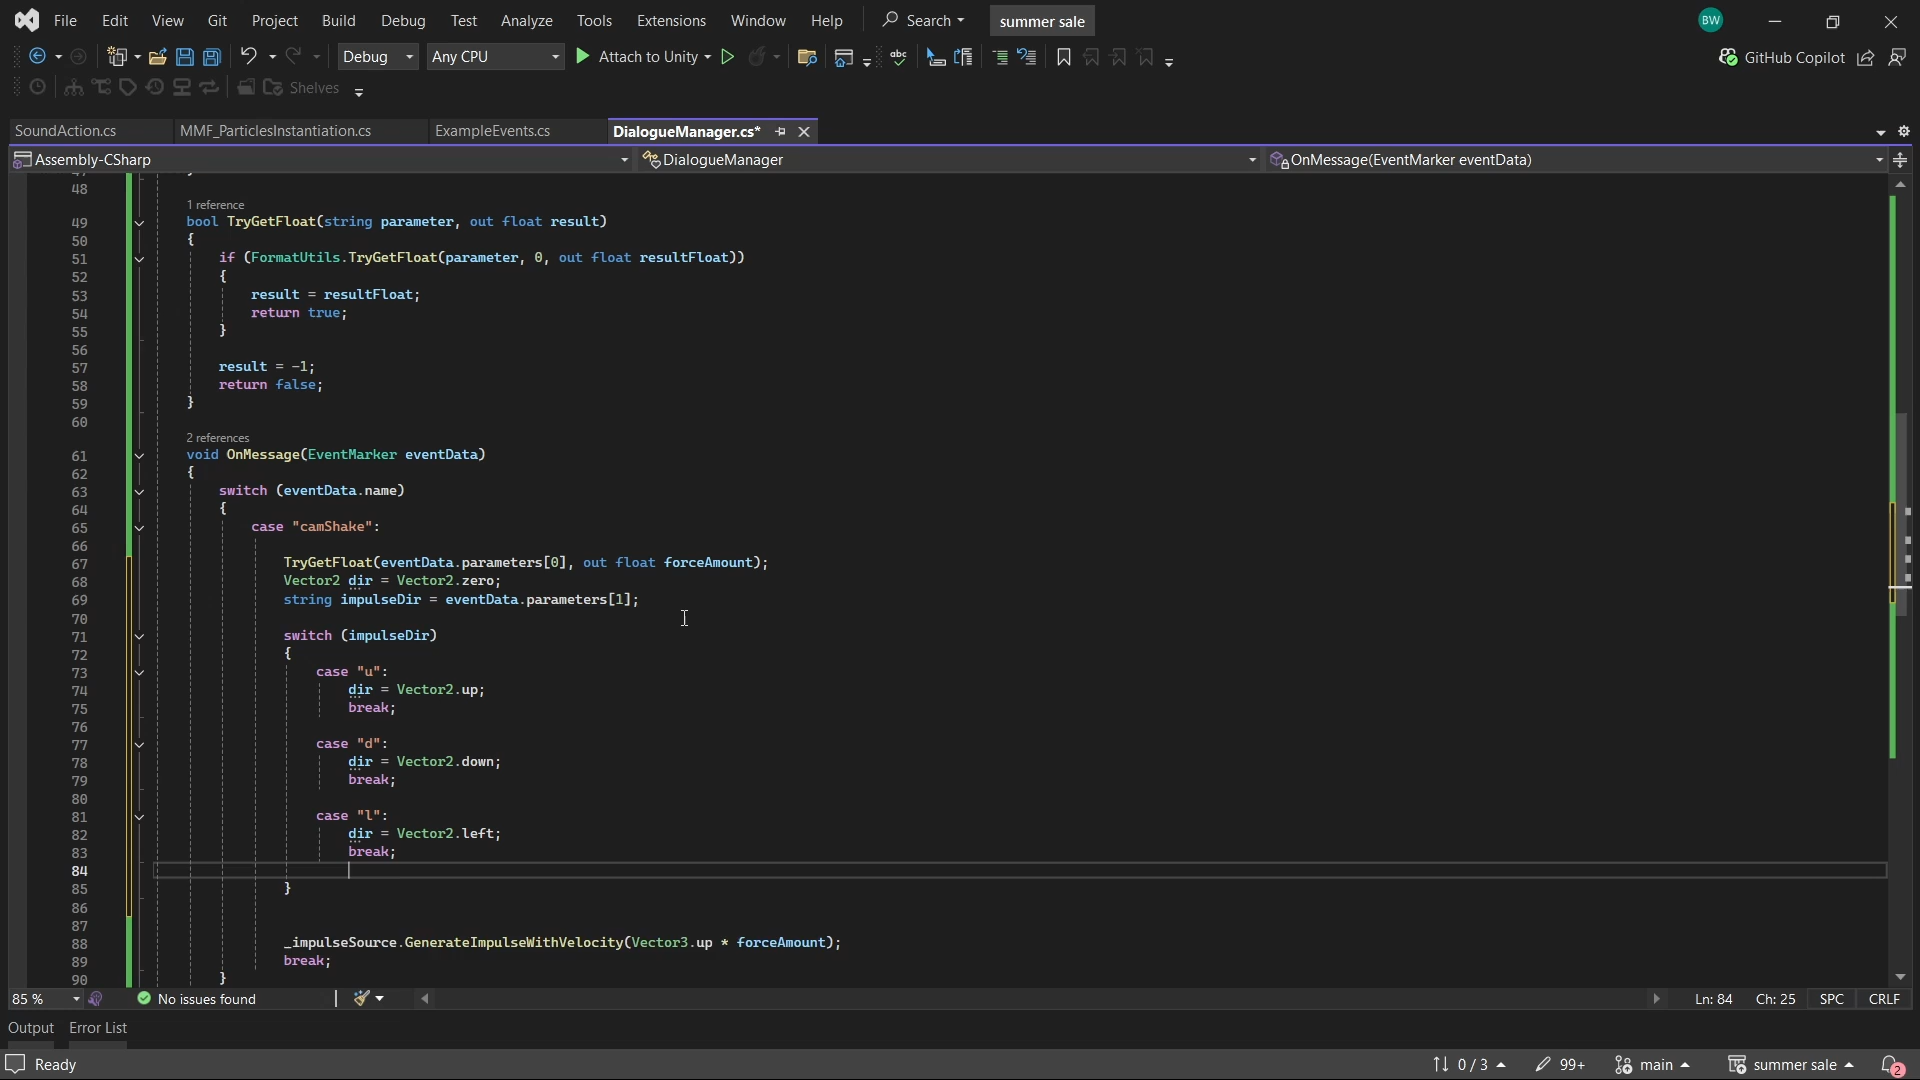 File Edit View Git Project Build Debug Test Analyze Tools Extensions Window Help Search summer sale BW
Debug Any CPU Attach to Unity abc GitHub Copilot
Shelves
SoundAction.cs MMF_ParticlesInstantiation.cs ExampleEvents.cs DialogueManager.cs*
Assembly-CSharp DialogueManager OnMessage(EventMarker eventData)
48
1 reference
49 bool TryGetFloat(string parameter, out float result)
50 {
51 if (FormatUtils.TryGetFloat(parameter, 0, out float resultFloat))
52 {
53 result = resultFloat;
54 return true;
55 }
56
57 result = -1;
58 return false;
59 }
60
2 references
61 void OnMessage(EventMarker eventData)
62 {
63 switch (eventData.name)
64 {
65 case "camShake":
66
67 TryGetFloat(eventData.parameters[0], out float forceAmount);
68 Vector2 dir = Vector2.zero;
69 string impulseDir = eventData.parameters[1];
70
71 switch (impulseDir)
72 {
73 case "u":
74 dir = Vector2.up;
75 break;
76
77 case "d":
78 dir = Vector2.down;
79 break;
80
81 case "l":
82 dir = Vector2.left;
83 break;
84
85 }
86
87
88 _impulseSource.GenerateImpulseWithVelocity(Vector3.up * forceAmount);
89 break;
90 }
85 % No issues found Ln: 84 Ch: 25 SPC CRLF
Output Error List
Ready 0 / 3 99+ main summer sale 2